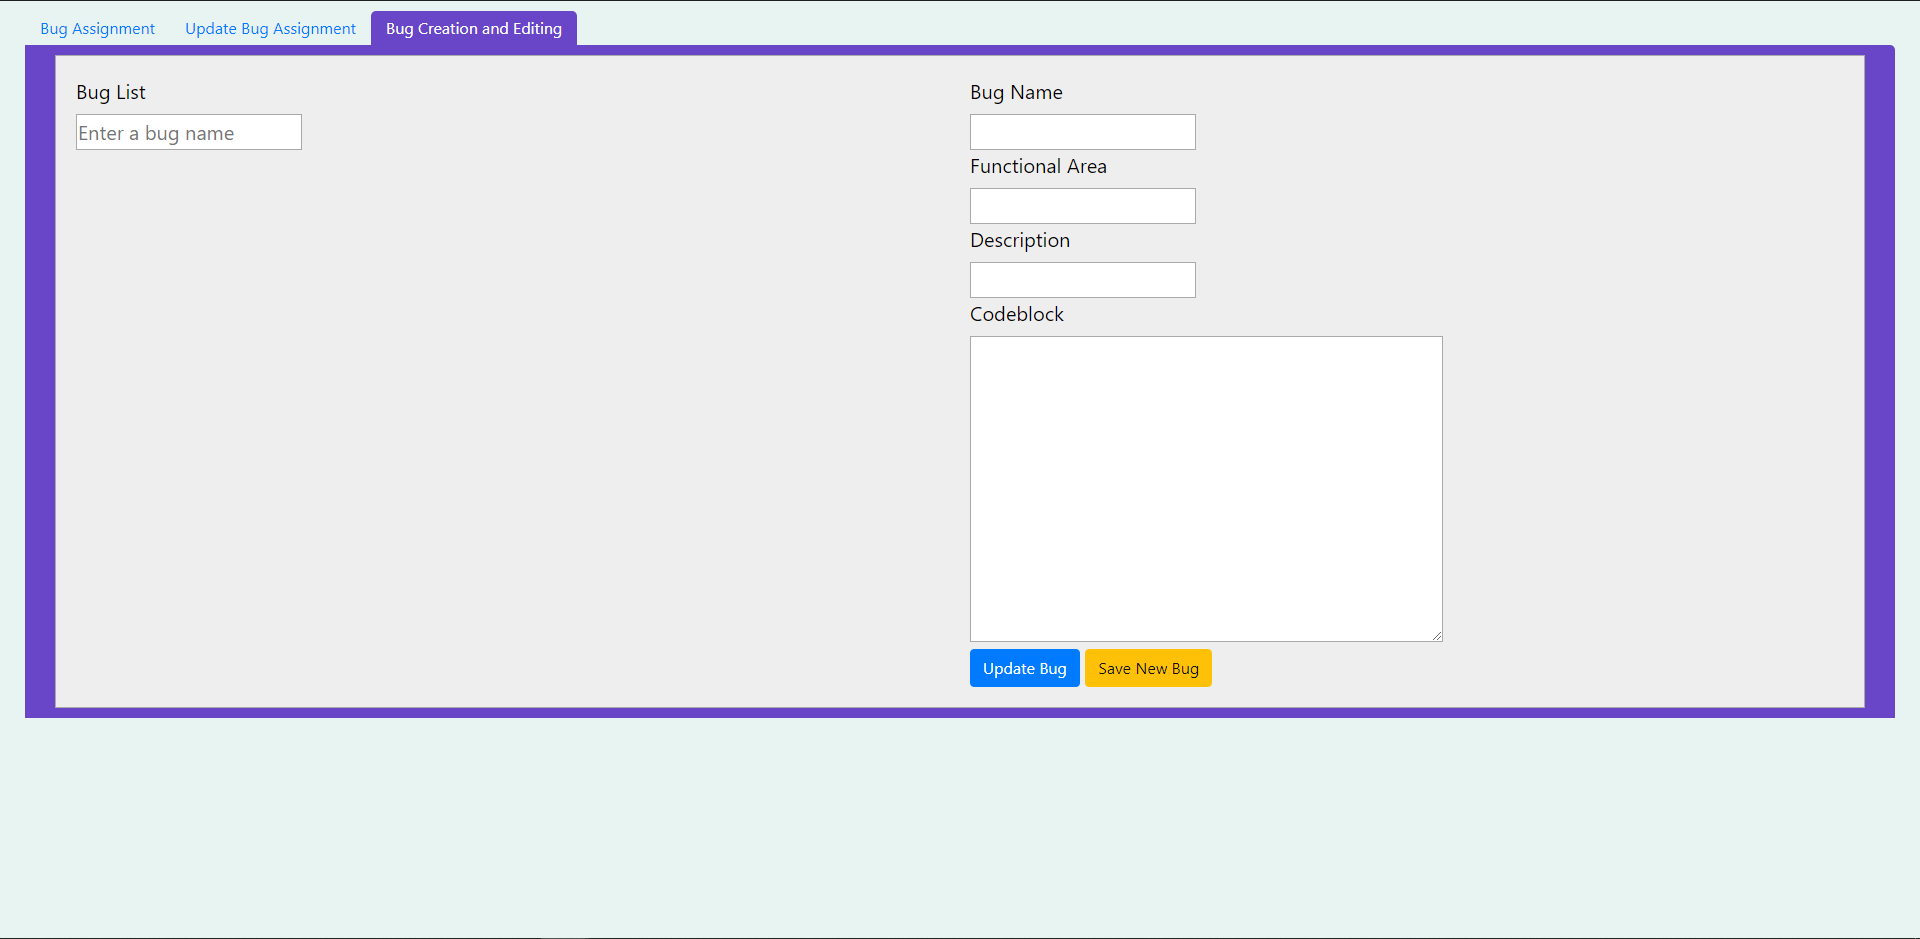 Bug Assignment
Update Bug Assignment
Bug Creation and Editing
Bug List
Enter a bug name
Bug Name
Functional Area
Description
Codeblock
Update Bug
Save New Bug